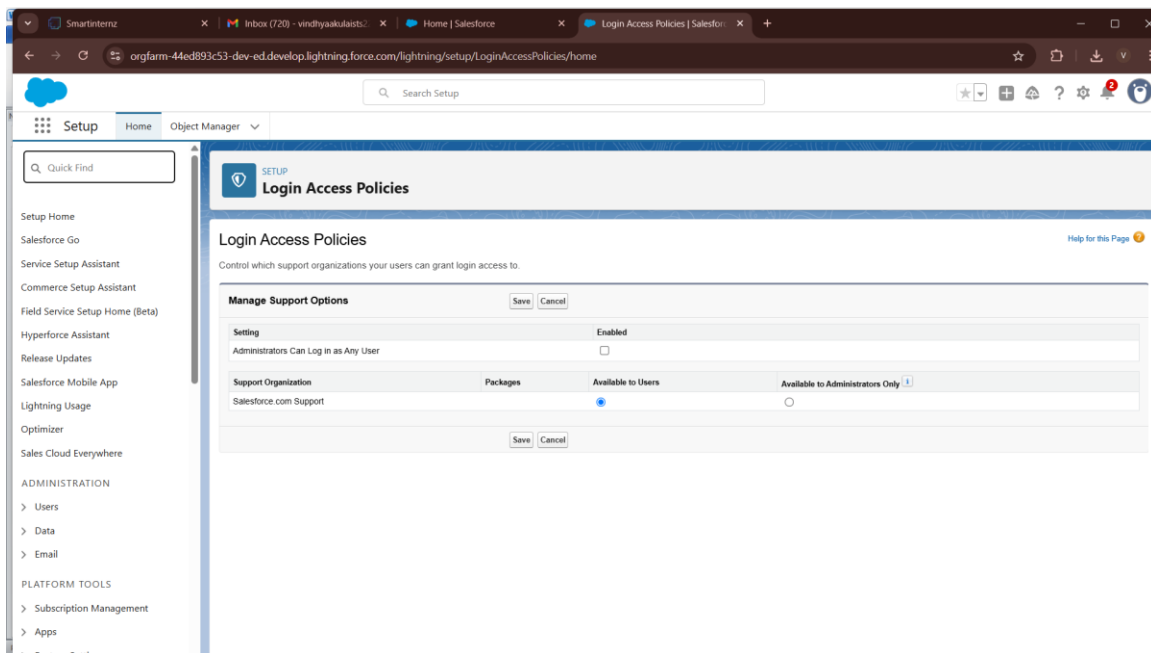 Smartinternz
Inbox (720) - vindhyaakulaists2
Home | Salesforce
Login Access Policies | Salesforc
orgfarm-44ed893c53-dev-ed.develop.lightning.force.com/lightning/setup/LoginAccessPolicies/home
V
Search Setup
2
Setup
Home
Object Manager
Quick Find
SETUP
Login Access Policies
Setup Home
Salesforce Go
Service Setup Assistant
Commerce Setup Assistant
Field Service Setup Home (Beta)
Hyperforce Assistant
Release Updates
Salesforce Mobile App
Lightning Usage
Optimizer
Sales Cloud Everywhere
ADMINISTRATION
Users
Data
Email
PLATFORM TOOLS
Subscription Management
Apps
Login Access Policies
Help for this Page ?
Control which support organizations your users can grant login access to.
Manage Support Options Save Cancel
Setting Enabled
Administrators Can Log in as Any User
Support Organization Packages Available to Users Available to Administrators Only i
Salesforce.com Support
Save Cancel